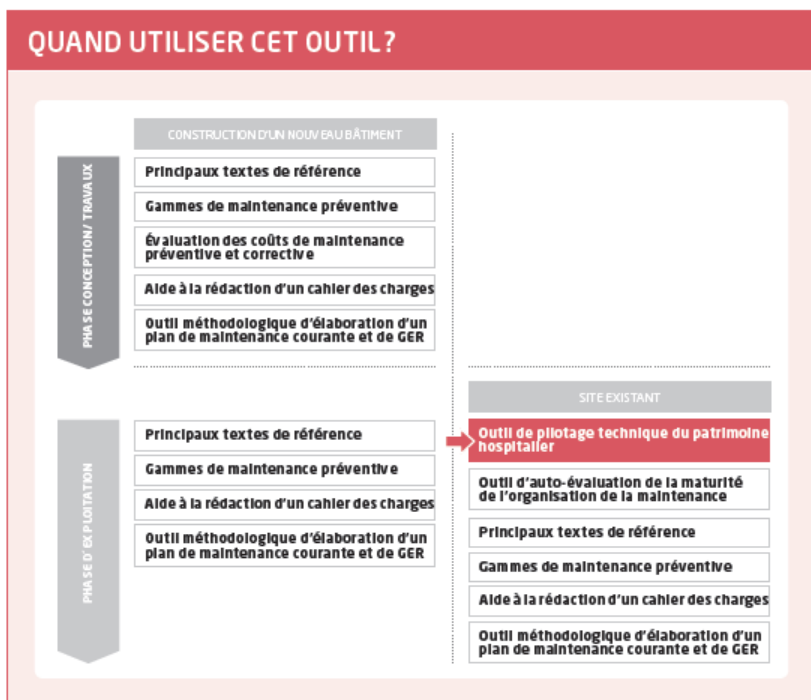 QUAND UTILISER CET OUTIL?
CONSTRUCTION D'UN NOUVEAU BÂTIMENT
PHASE CONCEPTION/ TRAVAUX
Principaux textes de référence
Gammes de maintenance préventive
Évaluation des coûts de maintenance
préventive et corrective
Aide à la rédaction d'un cahier des charges
Outil méthodologique d'élaboration d'un
plan de maintenance courante et de GER
PHASE D'EXPLOITATION
Principaux textes de référence
Gammes de maintenance préventive
Aide à la rédaction d'un cahier des charges
Outil méthodologique d'élaboration d'un
plan de maintenance courante et de GER
SITE EXISTANT
Outil de pilotage technique du patrimoine
hospitalier
Outil d'auto-évaluation de la maturité
de l'organisation de la maintenance
Principaux textes de référence
Gammes de maintenance préventive
Aide à la rédaction d'un cahier des charges
Outil méthodologique d'élaboration d'un
plan de maintenance courante et de GER